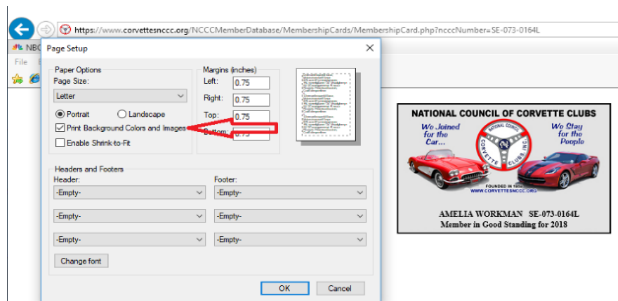 https://www.corvettesnccc.org/NCCCMemberDatabase/MembershipCards/MembershipCard.php?ncccNumber=SE-073-0164L
NBC
File
Page Setup
Paper Options
Page Size:
Letter
Portrait
Landscape
Print Background Colors and Images
Enable Shrink-to-Fit
Margins (inches)
Left: 0.75
Right: 0.75
Top: 0.75
Bottom: 0.75
Headers and Footers
Header:
Footer:
-Empty-
-Empty-
-Empty-
-Empty-
-Empty-
-Empty-
Change font
OK
Cancel
NATIONAL COUNCIL OF CORVETTE CLUBS
We Joined
for the
Car...
We Stay
for the
People
WWW.CORVETTESNCCC.ORG
AMELIA WORKMAN SE-073-0164L
Member in Good Standing for 2018